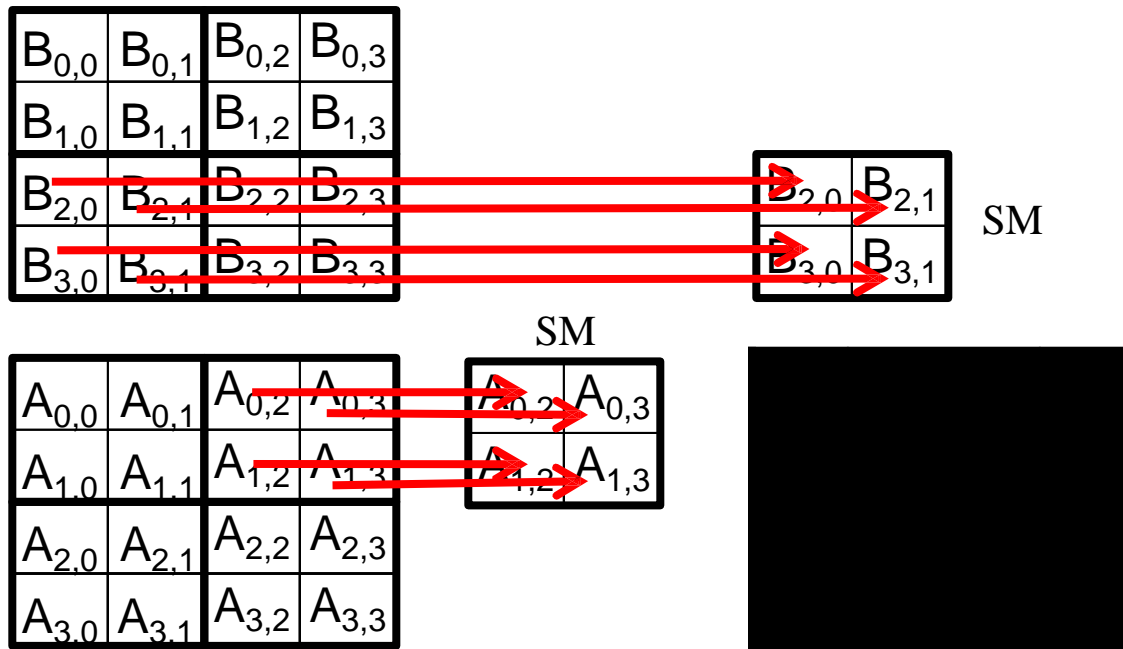 B0,0 B0,1 B0,2 B0,3
B1,0 B1,1 B1,2 B1,3
B2,0 B2,1 B2,2 B2,3 B2,0 B2,1
SM
B3,0 B3,1 B3,2 B3,3 B3,0 B3,1
SM
A0,0 A0,1 A0,2 A0,3 A0,2 A0,3
A1,0 A1,1 A1,2 A1,3 A1,2 A1,3
A2,0 A2,1 A2,2 A2,3
A3,0 A3,1 A3,2 A3,3